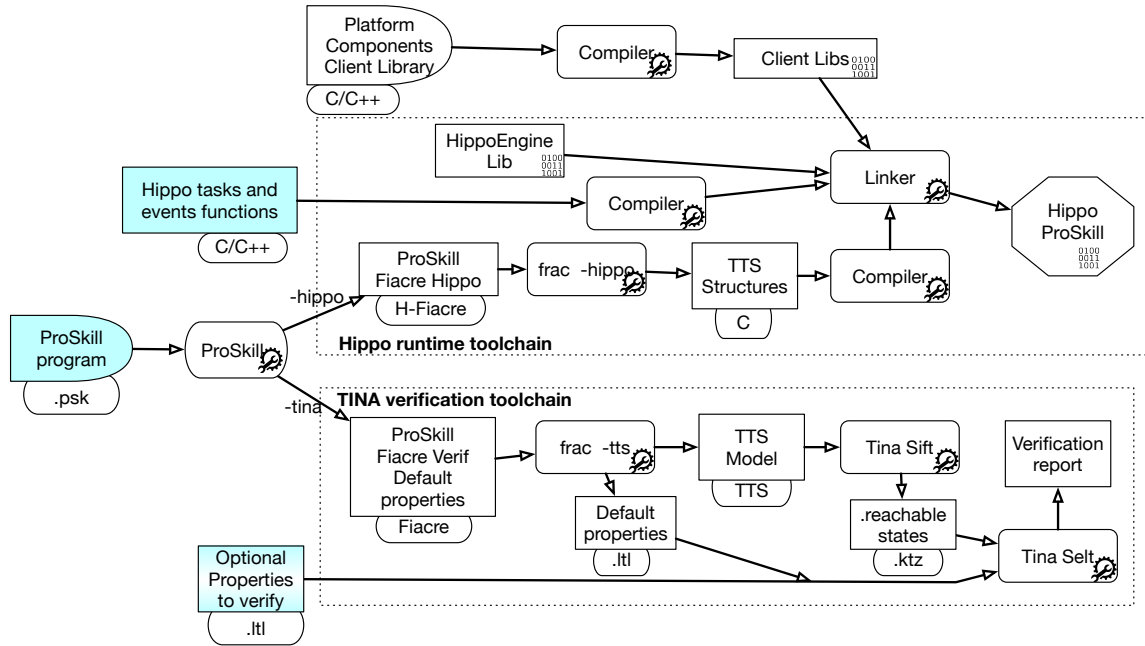 Platform
Components
Client Library
C/C++
Compiler
Client Libs
0100
0011
1001
HippoEngine
Lib
0100
0011
1001
Linker
Hippo tasks and
events functions
C/C++
Compiler
Hippo
ProSkill
0100
0011
1001
ProSkill
Fiacre Hippo
H-Fiacre
frac -hippo
TTS
Structures
C
Compiler
-hippo
Hippo runtime toolchain
ProSkill
program
.psk
ProSkill
-tina
TINA verification toolchain
ProSkill
Fiacre Verif
Default
properties
Fiacre
frac -tts
TTS
Model
TTS
Tina Sift
Verification
report
Default
properties
.ltl
.reachable
states
.ktz
Tina Selt
Optional
Properties
to verify
.ltl